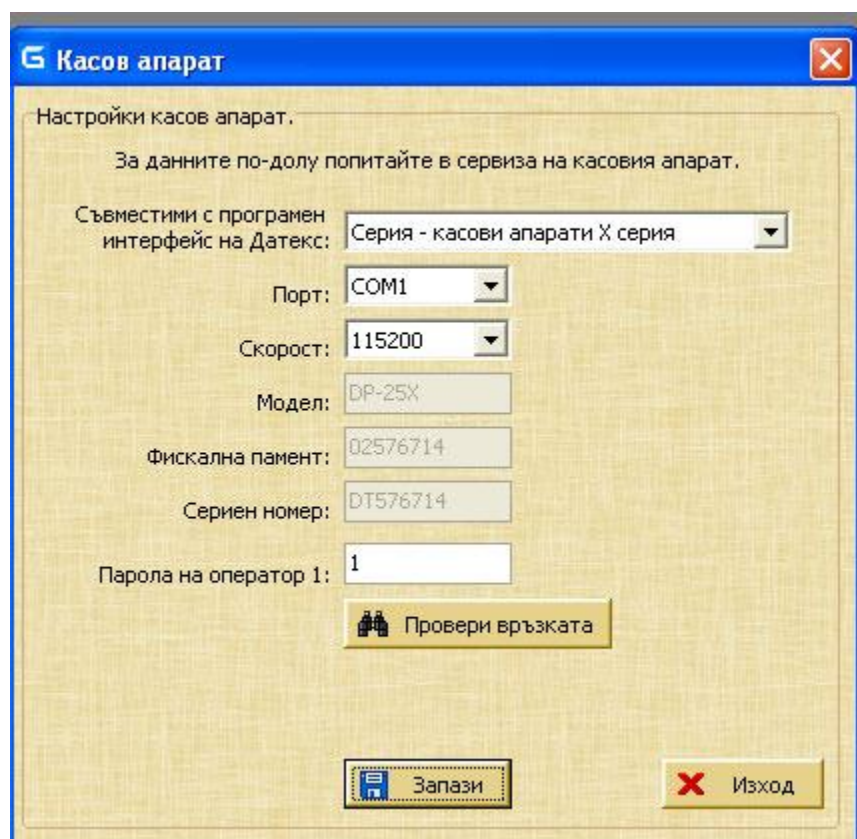 G Касов апарат
Настройки касов апарат.
За данните по-долу попитайте в сервиза на касовия апарат.
Съвместими с програмен
интерфейс на Датекс: Серия - касови апарати X серия
Порт: COM1
Скорост: 115200
Модел: DP-25X
Фискална памент: 02576714
Сериен номер: DT576714
Парола на оператор 1: 1
Провери връзката
Запази Изход